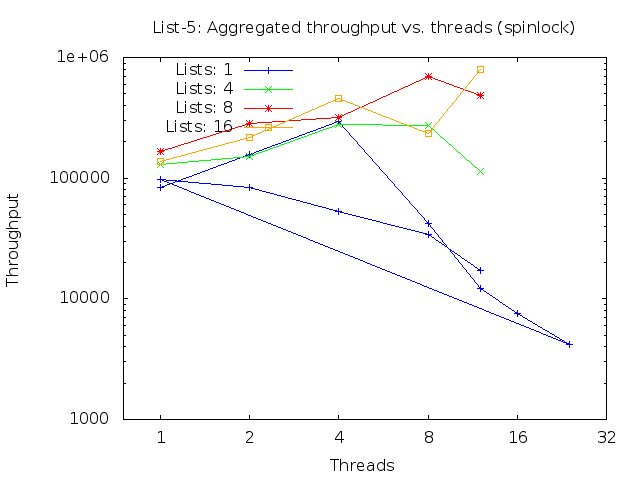 List-5: Aggregated throughput vs. threads (spinlock)
1e+06
100000
10000
1000
Throughput
Lists: 1
Lists: 4
Lists: 8
Lists: 16
1 2 4 8 16 32
Threads